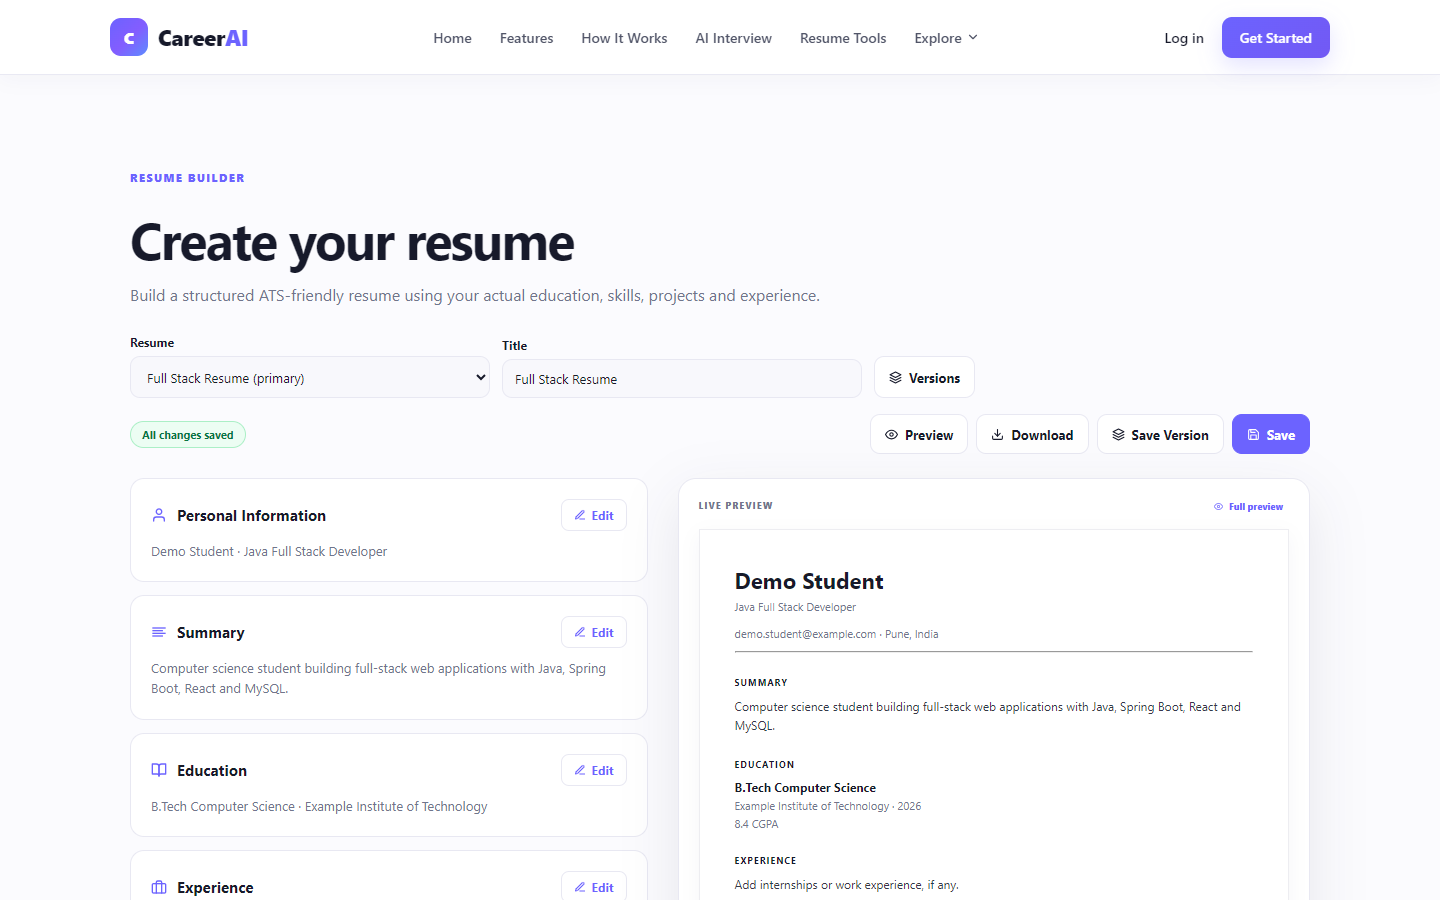 C CareerAI
Home
Features
How It Works
AI Interview
Resume Tools
Explore
Log in
Get Started
RESUME BUILDER
Create your resume
Build a structured ATS-friendly resume using your actual education, skills, projects and experience.
Resume
Full Stack Resume (primary)
Title
Full Stack Resume
Versions
All changes saved
Preview
Download
Save Version
Save
Personal Information
Edit
Demo Student · Java Full Stack Developer
Summary
Edit
Computer science student building full-stack web applications with Java, Spring
Boot, React and MySQL.
Education
Edit
B.Tech Computer Science · Example Institute of Technology
Experience
Edit
LIVE PREVIEW
Full preview
Demo Student
Java Full Stack Developer
demo.student@example.com · Pune, India
SUMMARY
Computer science student building full-stack web applications with Java, Spring Boot, React and
MySQL.
EDUCATION
B.Tech Computer Science
Example Institute of Technology · 2026
8.4 CGPA
EXPERIENCE
Add internships or work experience, if any.